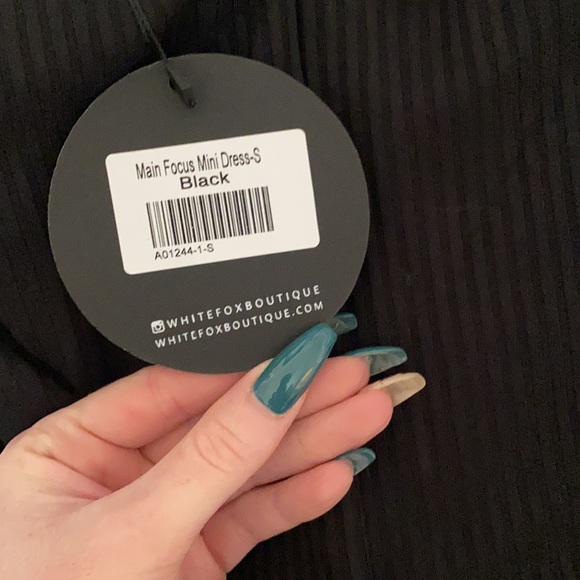 Main Focus Mini Dress-S
Black
A01244-1-S
WHITEFOXBOUTIQUE
WHITEFOXBOUTIQUE.COM